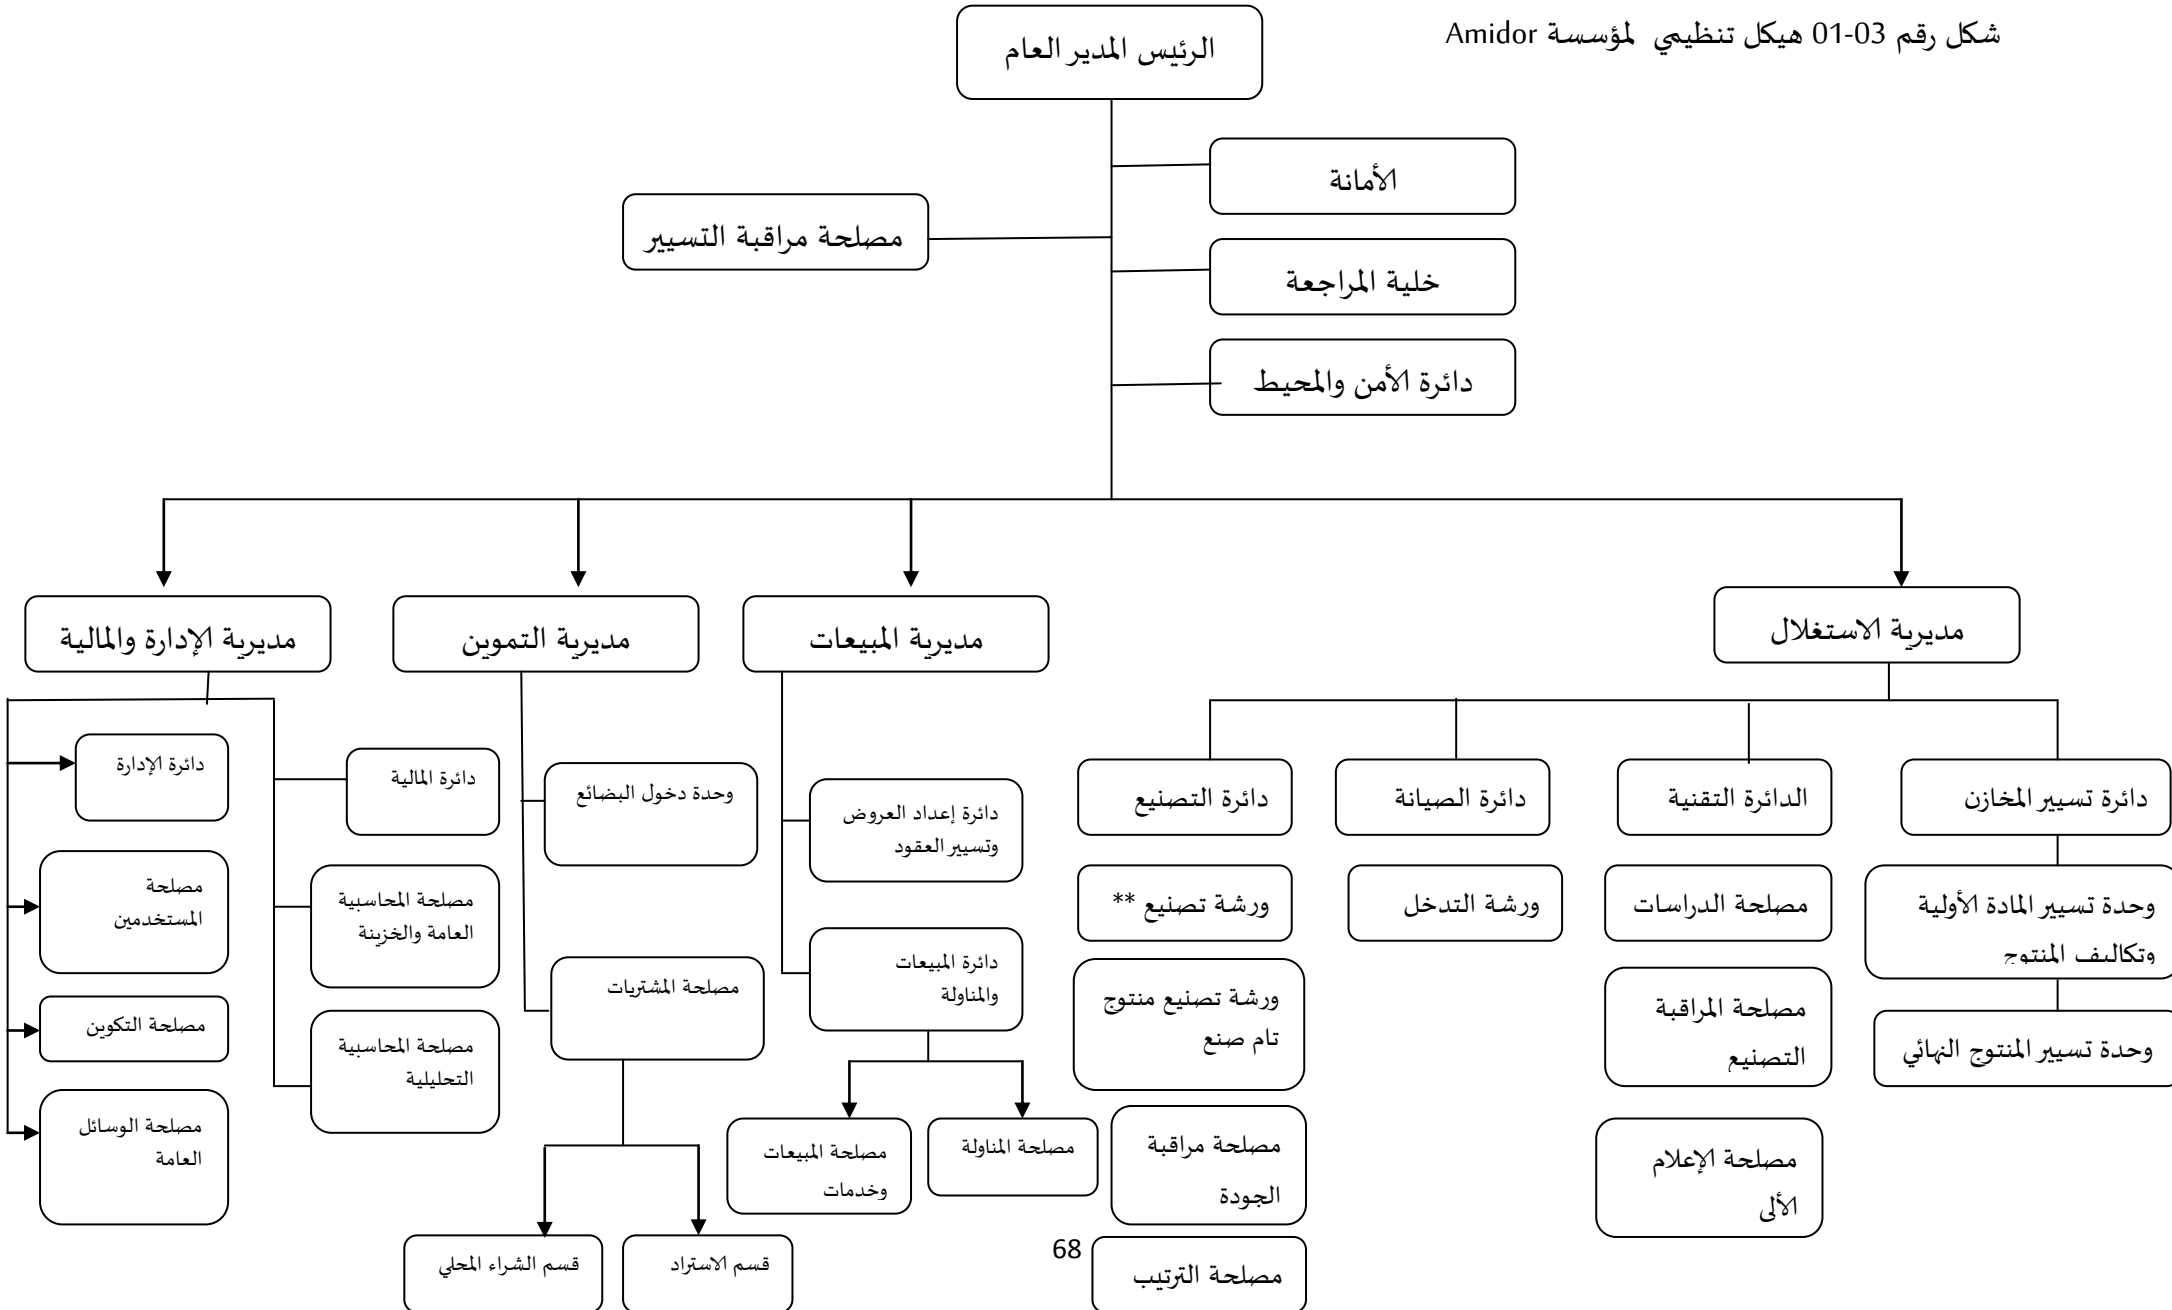 شكل رقم 03-01 هيكل تنظيمي لمؤسسة Amidor
الرئيس المدير العام
الأمانة
مصلحة مراقبة التسيير
خلية المراجعة
دائرة الأمن والمحيط
مديرية الاستغلال
مديرية المبيعات
مديرية التموين
مديرية الإدارة والمالية
دائرة تسيير المخازن
وحدة تسيير المادة الأولية
وتكاليف المنتوج
وحدة تسيير المنتوج النهائي
الدائرة التقنية
مصلحة الدراسات
مصلحة المراقبة
التصنيع
مصلحة الإعلام
الألى
دائرة الصيانة
ورشة التدخل
دائرة التصنيع
ورشة تصنيع **
ورشة تصنيع منتوج
تام صنع
مصلحة مراقبة
الجودة
مصلحة الترتيب
دائرة إعداد العروض
وتسيير العقود
دائرة المبيعات
والمناولة
مصلحة المناولة
مصلحة المبيعات
وخدمات
وحدة دخول البضائع
مصلحة المشتريات
قسم الاستراد
قسم الشراء المحلي
دائرة المالية
مصلحة المحاسبية
العامة والخزينة
مصلحة المحاسبية
التحليلية
دائرة الإدارة
مصلحة
المستخدمين
مصلحة التكوين
مصلحة الوسائل
العامة
68